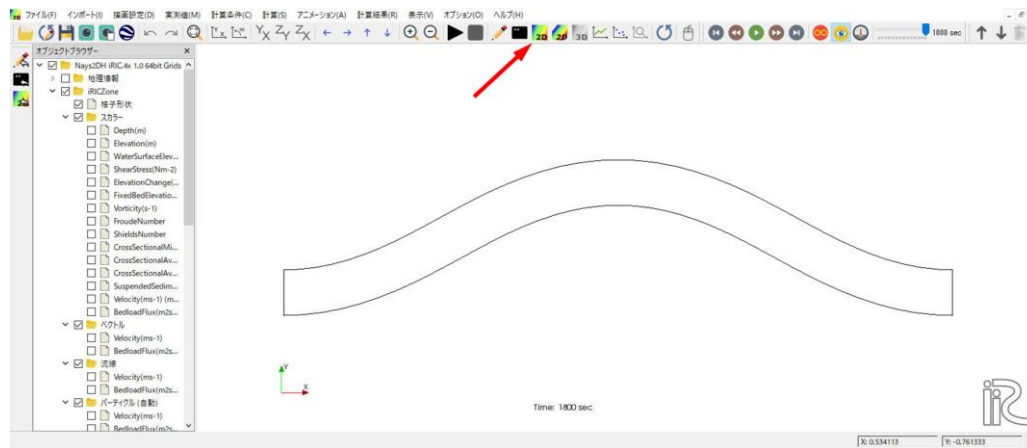 ファイル(F) インポート(I) 描画設定(D) 実測値(M) 計算条件(C) 計算(S) アニメーション(A) 計算結果(R) 表示(V) オプション(O) ヘルプ(H)
2D 2D 3D 1800 sec
オブジェクトブラウザー
Nays2DH iRIC4x 1.0 64bit Grids
地理情報
iRICZone
格子形状
スカラー
Depth(m)
Elevation(m)
WaterSurfaceElev...
ShearStress(Nm-2)
ElevationChange(...
FixedBedElevatio...
Vorticity(s-1)
FroudeNumber
ShieldsNumber
CrossSectionalMi...
CrossSectionalAv...
CrossSectionalAv...
SuspendedSedim...
Velocity(ms-1) (m...
BedloadFlux(m2s...
ベクトル
Velocity(ms-1)
BedloadFlux(m2s...
流線
Velocity(ms-1)
BedloadFlux(m2s...
パーティクル (自動)
Velocity(ms-1)
BedloadFlux(m2s...
Y
X
Time: 1800 sec
iRIC
X: 0.534113
Y: -0.761333